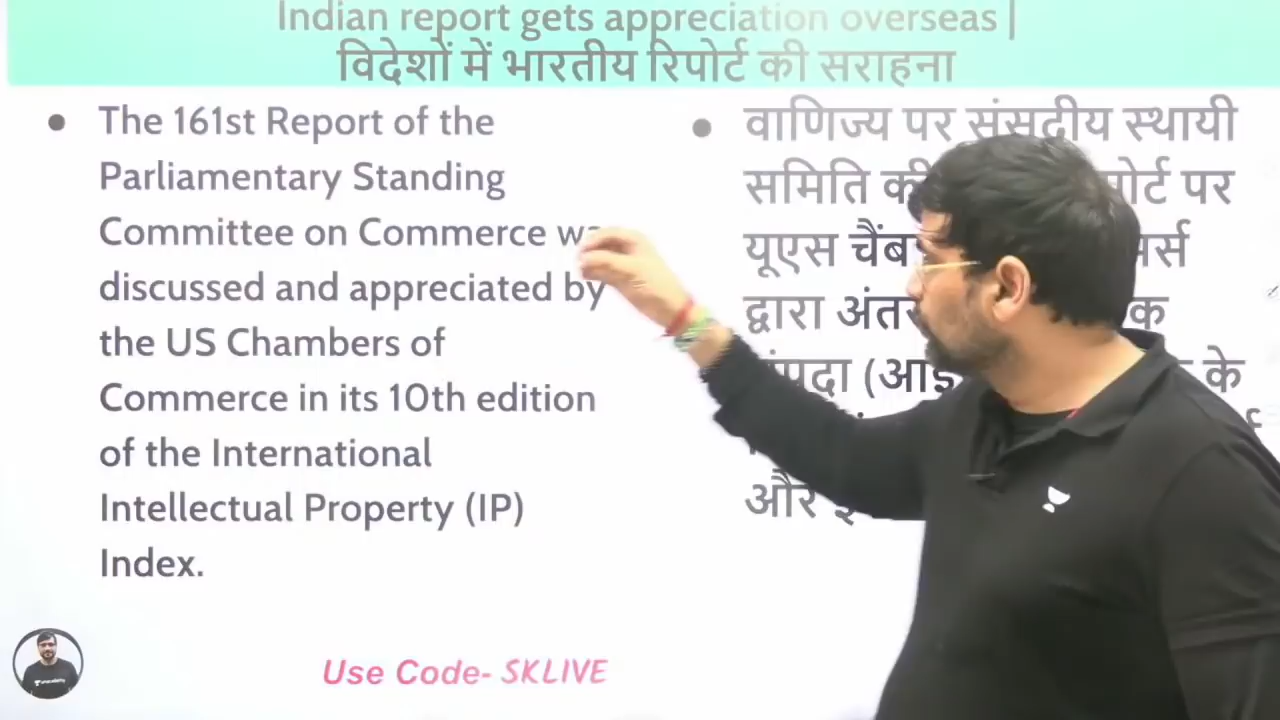 Indian report gets appreciation overseas |
विदेशों में भारतीय रिपोर्ट की सराहना
The 161st Report of the
Parliamentary Standing
Committee on Commerce
discussed and appreciated by
the US Chambers of
Commerce in its 10th edition
of the International
Intellectual Property (IP)
Index.
वाणिज्य पर संसदीय स्थायी
समिति पर
यूएस
द्वारा
के
और
Use Code- SKLIVE